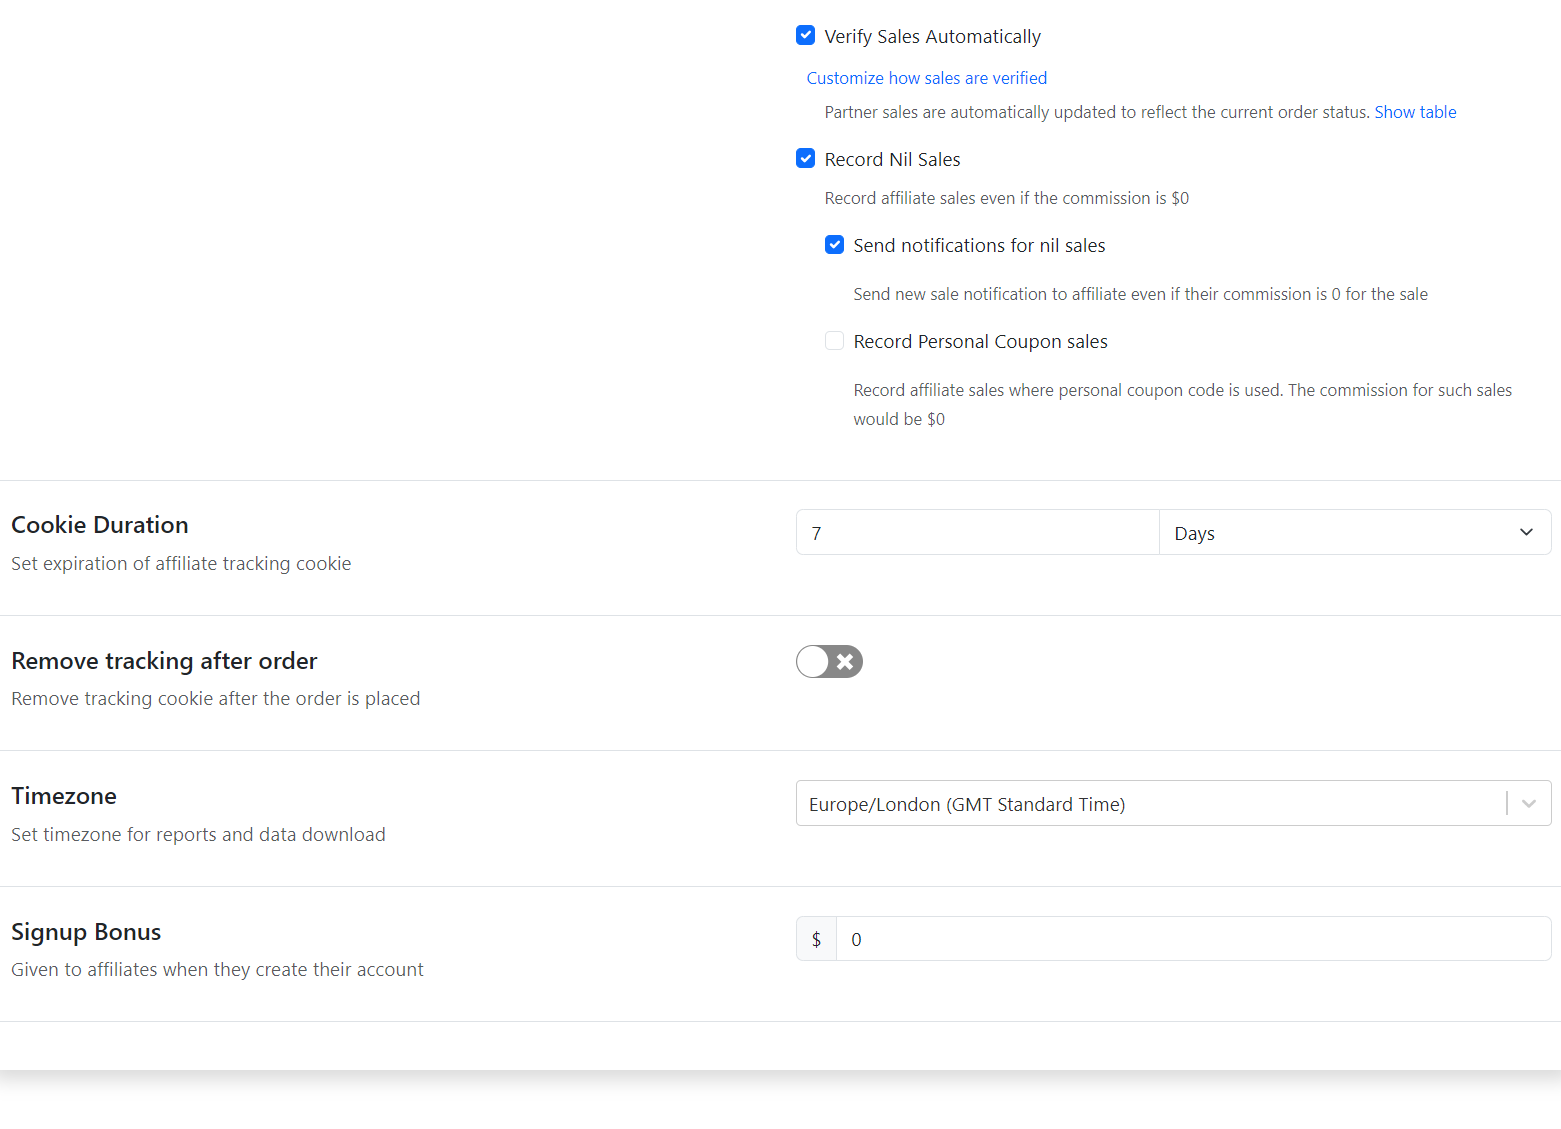 Verify Sales Automatically
Customize how sales are verified
Partner sales are automatically updated to reflect the current order status. Show table
Record Nil Sales
Record affiliate sales even if the commission is $0
Send notifications for nil sales
Send new sale notification to affiliate even if their commission is 0 for the sale
Record Personal Coupon sales
Record affiliate sales where personal coupon code is used. The commission for such sales
would be $0
Cookie Duration
Set expiration of affiliate tracking cookie
7
Days
Remove tracking after order
Remove tracking cookie after the order is placed
Timezone
Set timezone for reports and data download
Europe/London (GMT Standard Time)
Signup Bonus
Given to affiliates when they create their account
$ 0